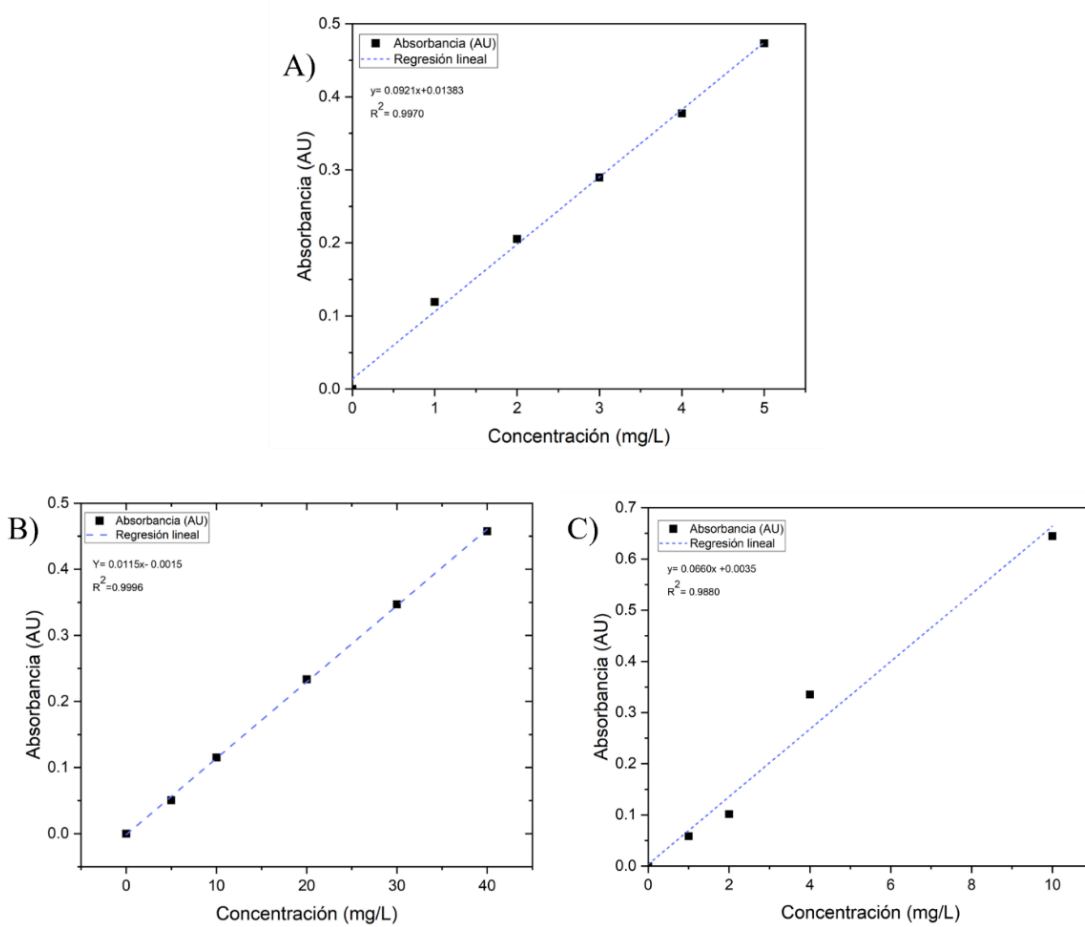 A)
Absorbancia (AU)
Regresión lineal
y= 0.0921x+0.01383
R2= 0.9970
Absorbancia (AU)
0.5
0.4
0.3
0.2
0.1
0.0
0 1 2 3 4 5
Concentración (mg/L)
B)
Absorbancia (AU)
Regresión lineal
Y= 0.0115x- 0.0015
R2=0.9996
Absorbancia (AU)
0.5
0.4
0.3
0.2
0.1
0.0
0 10 20 30 40
Concentración (mg/L)
C)
Absorbancia (AU)
Regresión lineal
y= 0.0660x +0.0035
R2= 0.9880
Absorbancia (AU)
0.7
0.6
0.5
0.4
0.3
0.2
0.1
0.0
0 2 4 6 8 10
Concentración (mg/L)